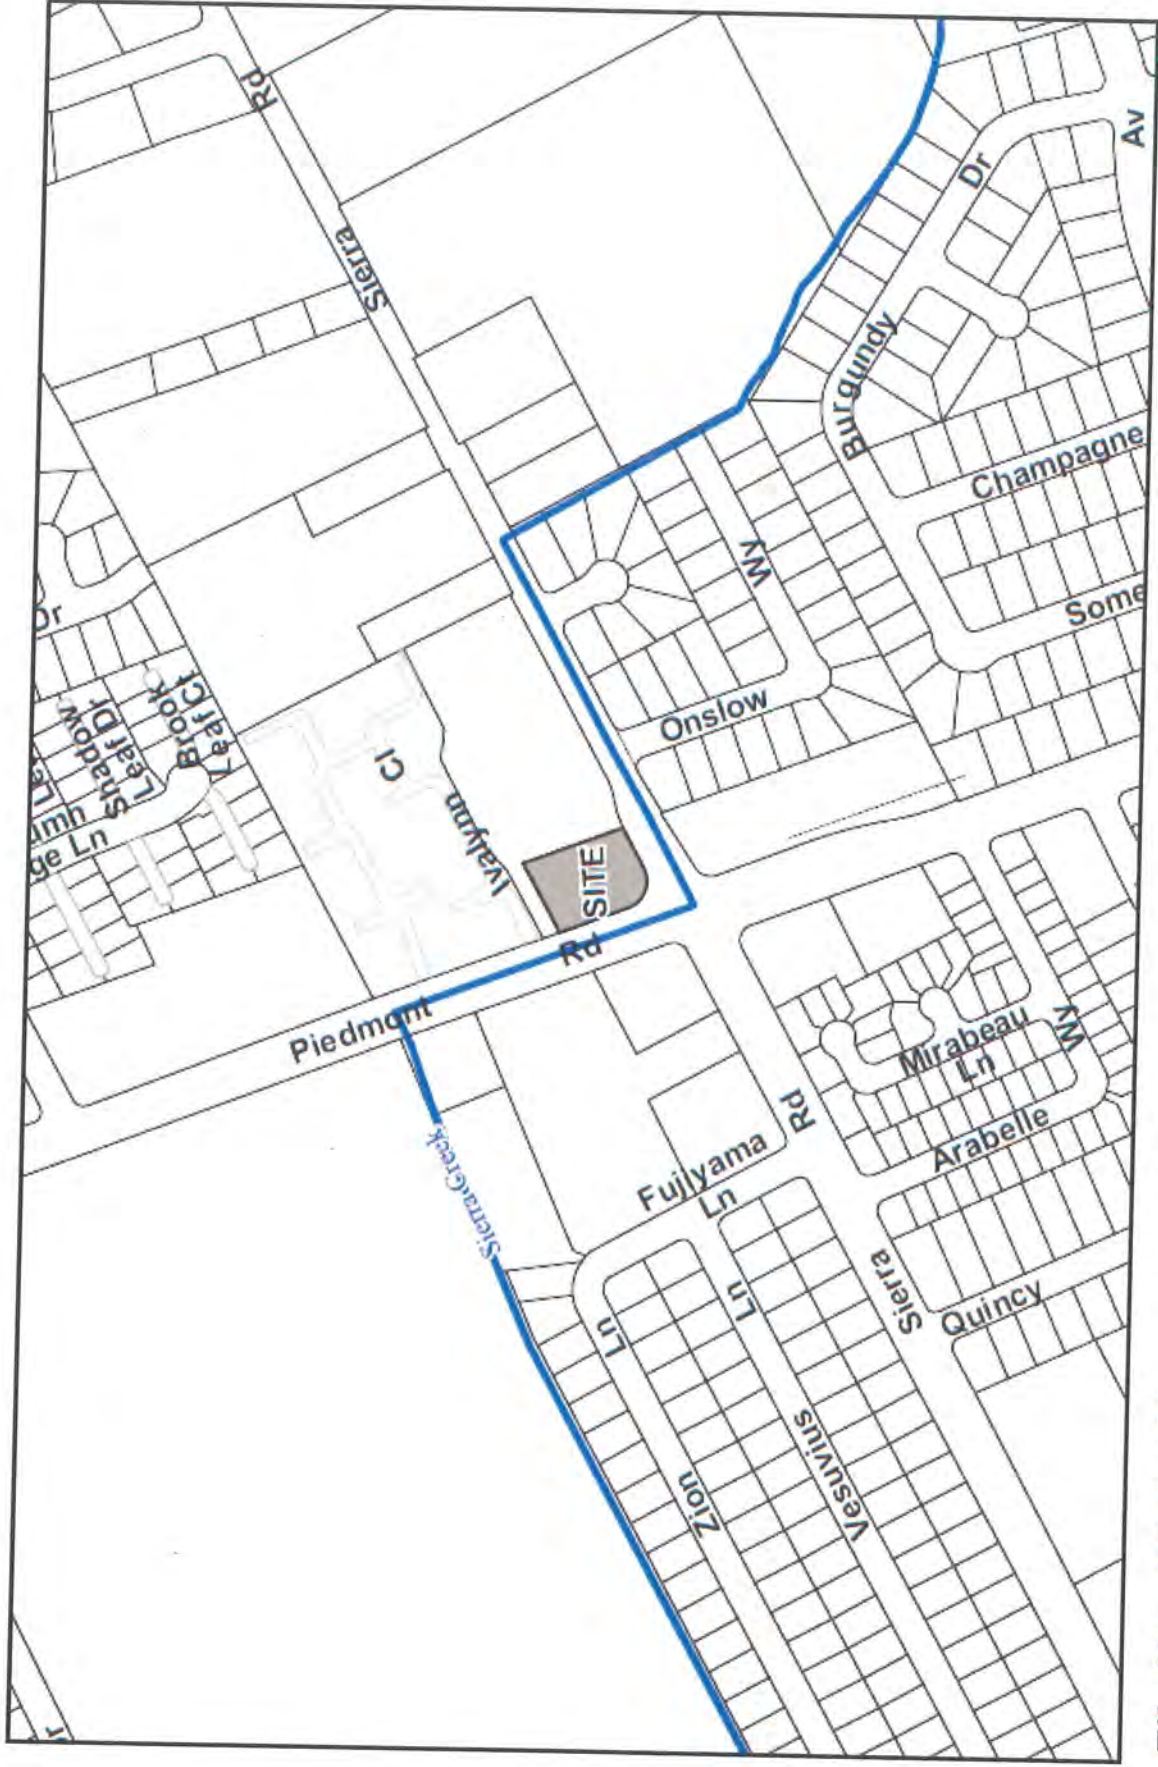 Rd
Sierra
Dr
Av
Burgundy
Champagne
Some
Wy
Onslow
Dr
Shadow
Leaf Dr
Brook
Leaf Ct
umh
ge Ln
Ivalynn
Cl
SITE
Rd
Piedmont
Sierra Creek
Fujiyama
Ln
Rd
Mirabeau
Ln
Wy
Arabelle
Sierra
Quincy
Ln
Zion
Ln
Vesuvius